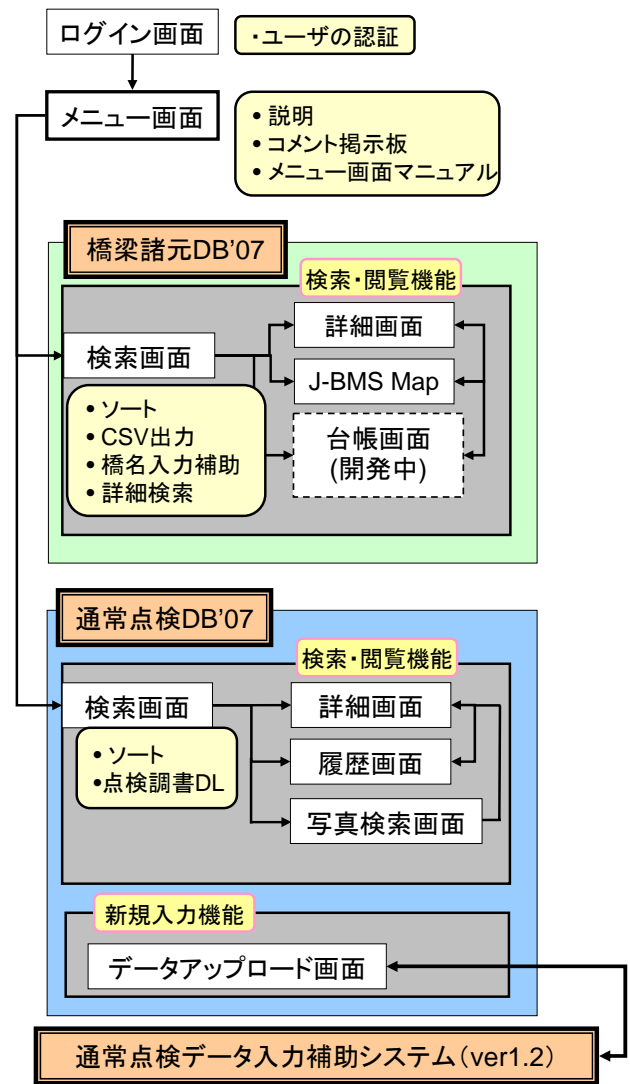 ログイン画面
・ユーザの認証
メニュー画面
• 説明
• コメント掲示板
• メニュー画面マニュアル
橋梁諸元DB'07
検索・閲覧機能
検索画面
詳細画面
J-BMS Map
• ソート
• CSV出力
• 橋名入力補助
• 詳細検索
台帳画面
(開発中)
通常点検DB'07
検索・閲覧機能
検索画面
詳細画面
• ソート
•点検調書DL
履歴画面
写真検索画面
新規入力機能
データアップロード画面
通常点検データ入力補助システム(ver1.2)